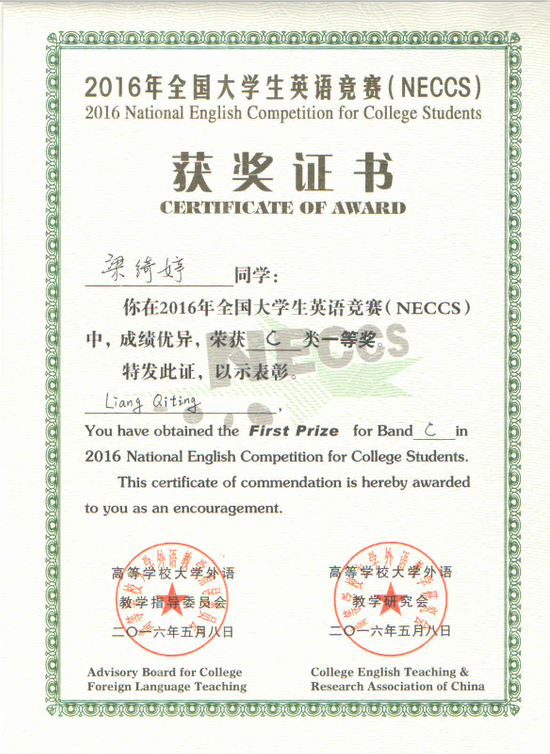 2016年全国大学生英语竞赛(NECCS)
2016 National English Competition for College Students
获奖证书
CERTIFICATE OF AWARD
梁绮婷 同学：
你在2016年全国大学生英语竞赛(NECCS)
中，成绩优异，荣获 C 类一等奖。
特发此证，以示表彰。
NECCS
Liang Qiting ,
You have obtained the First Prize for Band C in
2016 National English Competition for College Students.
This certificate of commendation is hereby awarded
to you as an encouragement.
高等学校大学外语
教学指导委员会
二〇一六年五月八日
Advisory Board for College
Foreign Language Teaching
高等学校大学外语
教学研究会
二〇一六年五月八日
College English Teaching &
Research Association of China